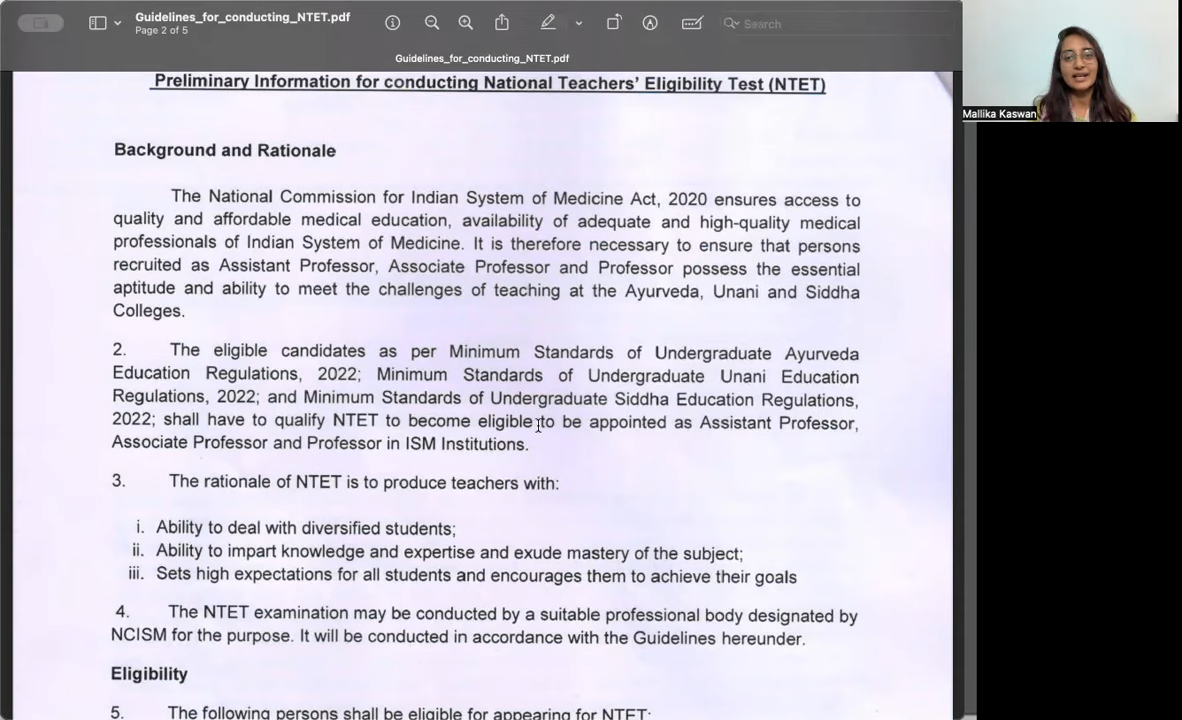 Guidelines_for_conducting_NTET.pdf
Page 2 of 5
Search
Guidelines_for_conducting_NTET.pdf
Mallika Kaswan
Preliminary Information for conducting National Teachers' Eligibility Test (NTET)
Background and Rationale
The National Commission for Indian System of Medicine Act, 2020 ensures access to
quality and affordable medical education, availability of adequate and high-quality medical
professionals of Indian System of Medicine. It is therefore necessary to ensure that persons
recruited as Assistant Professor, Associate Professor and Professor possess the essential
aptitude and ability to meet the challenges of teaching at the Ayurveda, Unani and Siddha
Colleges.
2. The eligible candidates as per Minimum Standards of Undergraduate Ayurveda
Education Regulations, 2022; Minimum Standards of Undergraduate Unani Education
Regulations, 2022; and Minimum Standards of Undergraduate Siddha Education Regulations,
2022; shall have to qualify NTET to become eligible to be appointed as Assistant Professor,
Associate Professor and Professor in ISM Institutions.
3. The rationale of NTET is to produce teachers with:
i. Ability to deal with diversified students;
ii. Ability to impart knowledge and expertise and exude mastery of the subject;
iii. Sets high expectations for all students and encourages them to achieve their goals
4. The NTET examination may be conducted by a suitable professional body designated by
NCISM for the purpose. It will be conducted in accordance with the Guidelines hereunder.
Eligibility
5. The following persons shall be eligible for appearing for NTET: